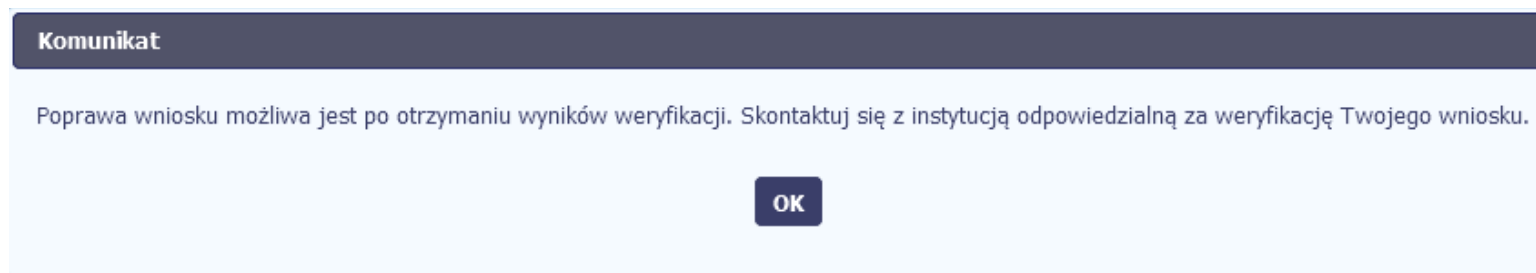 Komunikat
Poprawa wniosku możliwa jest po otrzymaniu wyników weryfikacji. Skontaktuj się z instytucją odpowiedzialną za weryfikację Twojego wniosku.
OK